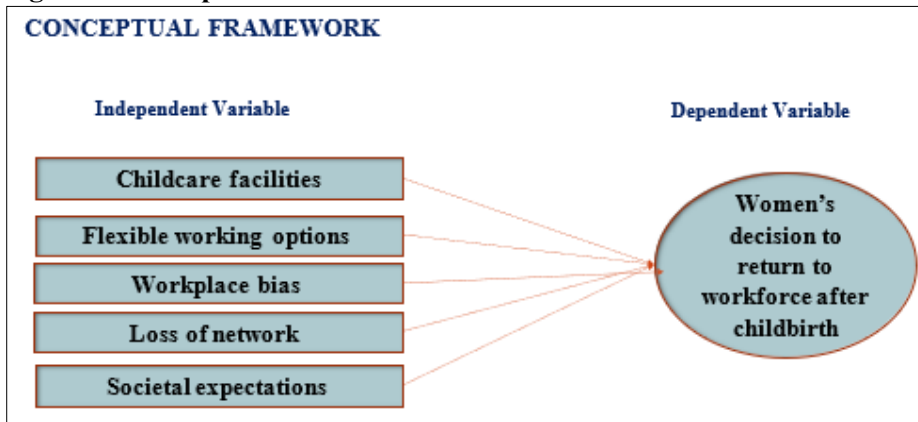 CONCEPTUAL FRAMEWORK
Independent Variable
Dependent Variable
Childcare facilities
Flexible working options
Workplace bias
Loss of network
Societal expectations
Women's
decision to
return to
workforce after
childbirth